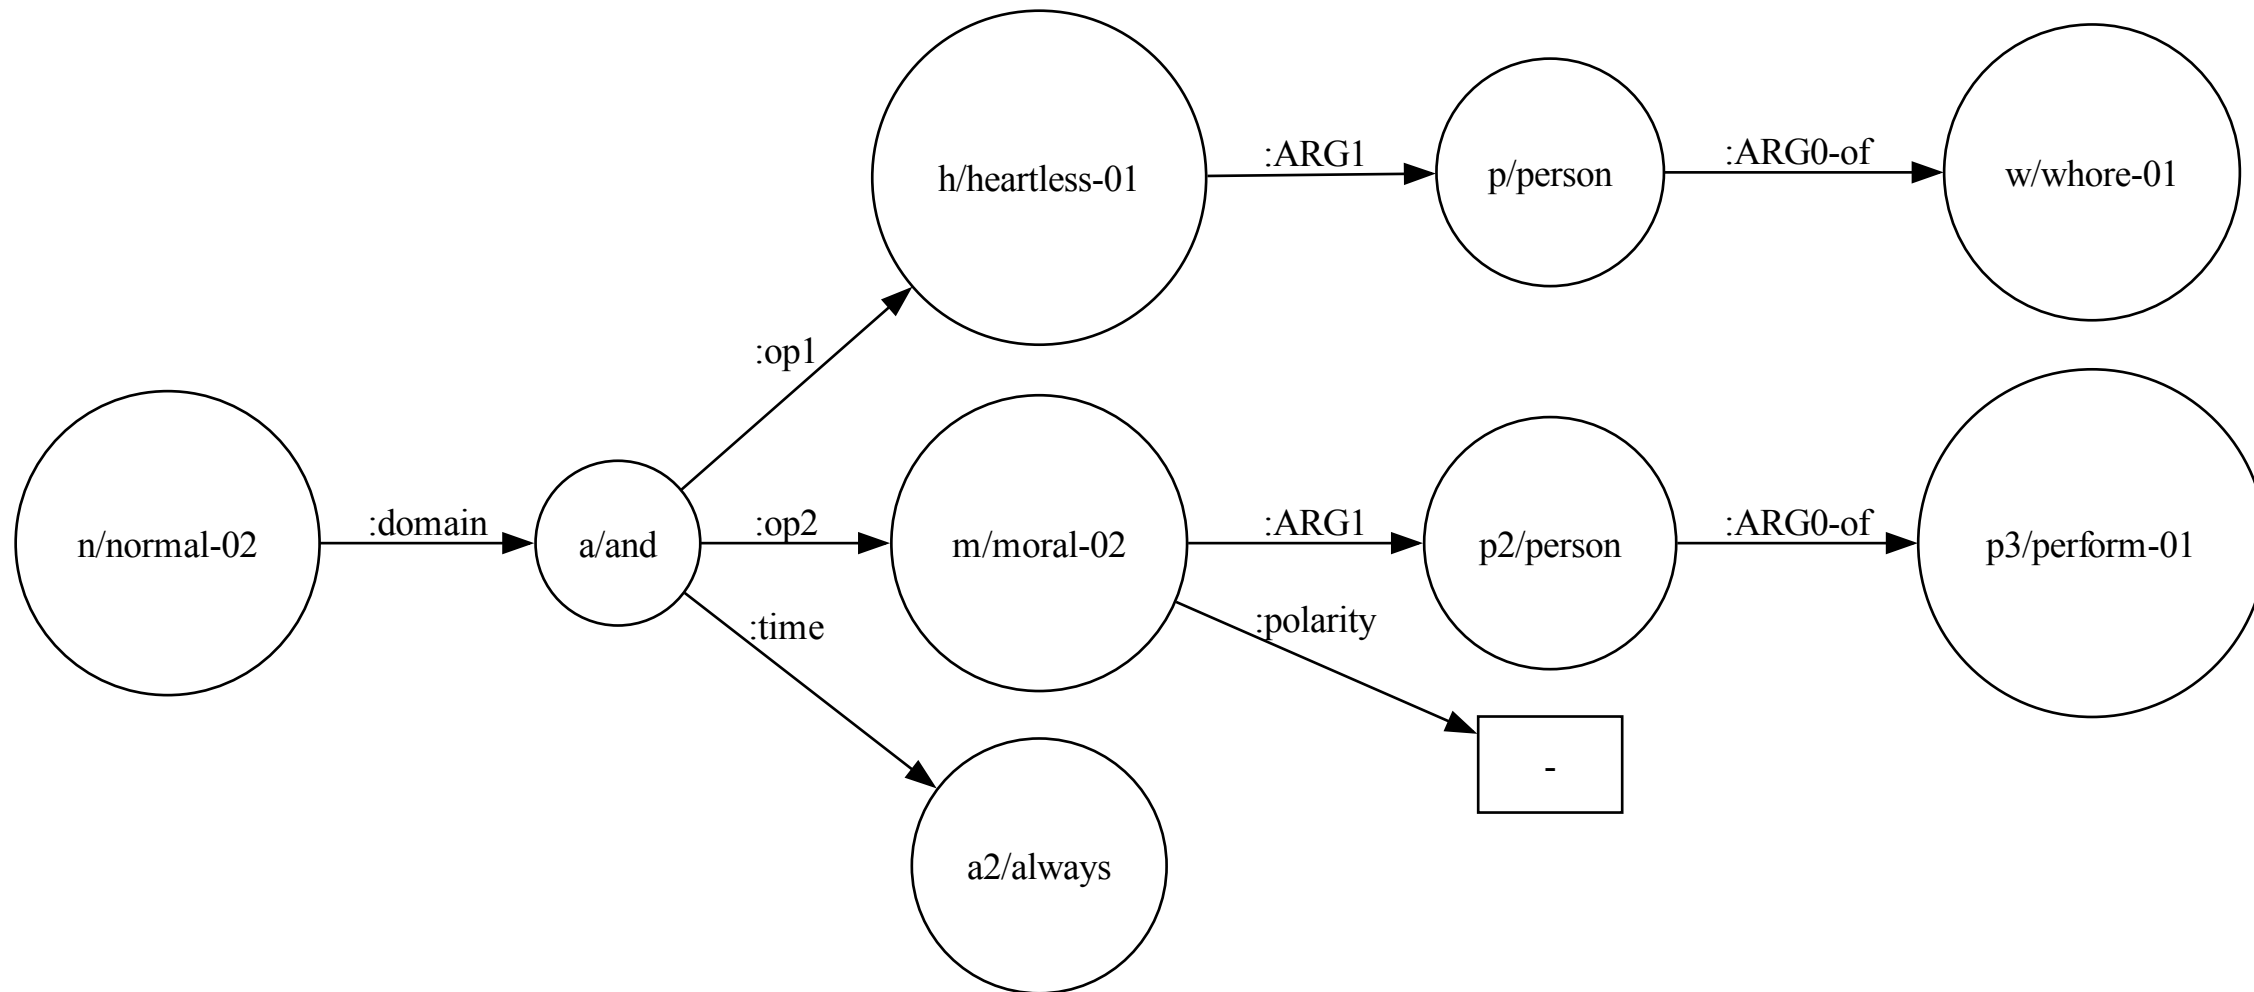 h/heartless-01 :ARG1 p/person :ARG0-of w/whore-01
:op1
n/normal-02 :domain a/and :op2 m/moral-02 :ARG1 p2/person :ARG0-of p3/perform-01
:time :polarity
-
a2/always